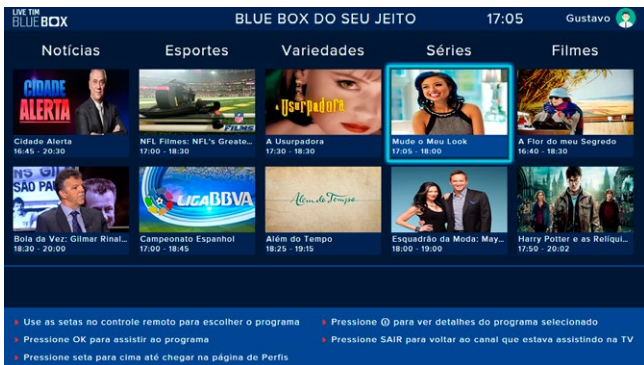 LIVE TIM
BLUE BOX
BLUE BOX DO SEU JEITO
17:05
Gustavo
Notícias
Esportes
Variedades
Séries
Filmes
CIDADE
ALERTA
FILMS
A Usurpadora
Cidade Alerta
16:45 - 20:30
NFL Filmes: NFL's Greate...
17:00 - 18:30
A Usurpadora
17:30 - 18:30
Mude o Meu Look
17:05 - 18:00
A Flor do meu Segredo
16:40 - 18:30
SÃO PA
LIGABBVA
Além do Tempo
Bola da Vez: Gilmar Rinal...
18:30 - 20:00
Campeonato Espanhol
17:00 - 18:45
Além do Tempo
18:25 - 19:15
Esquadrão da Moda: May...
18:00 - 19:00
Harry Potter e as Relíqui...
17:50 - 20:02
Use as setas no controle remoto para escolher o programa
Pressione OK para assistir ao programa
Pressione seta para cima até chegar na página de Perfis
Pressione ⓘ para ver detalhes do programa selecionado
Pressione SAIR para voltar ao canal que estava assistindo na TV